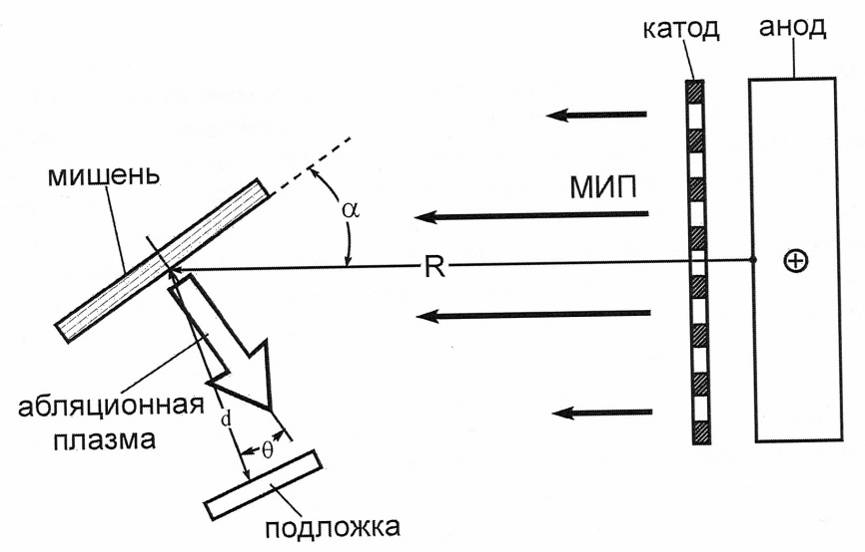 катод
анод
мишень
α
МИП
R
⊕
абляционная
плазма
d
θ
подложка